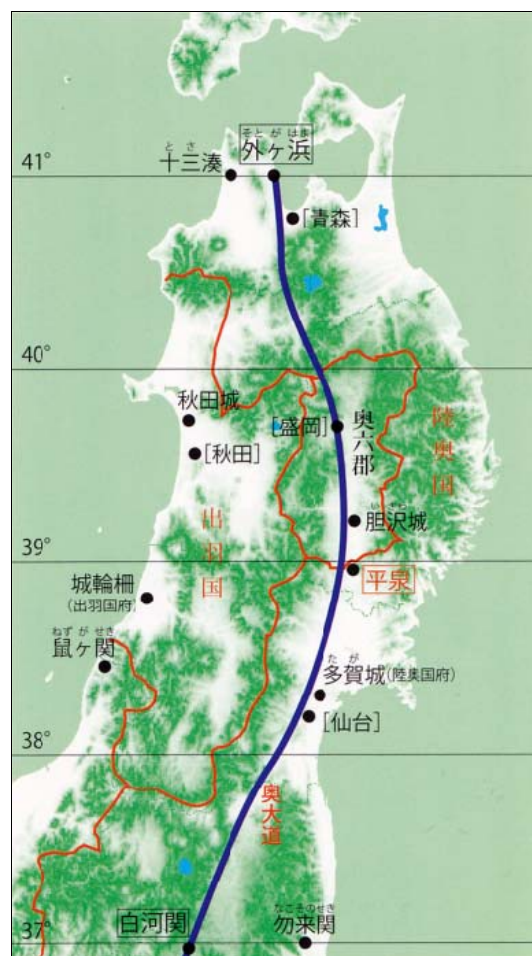 そとがはま
外ヶ浜
とさ
十三湊
41°
[青森]
40°
秋田城
[盛岡]
奥六郡
陸奥国
[秋田]
出羽国
いさわ
胆沢城
39°
平泉
城輪柵
(出羽国府)
ねずがせき
鼠ヶ関
たが
多賀城(陸奥国府)
[仙台]
38°
奥大道
白河関
なこそのせき
勿来関
37°